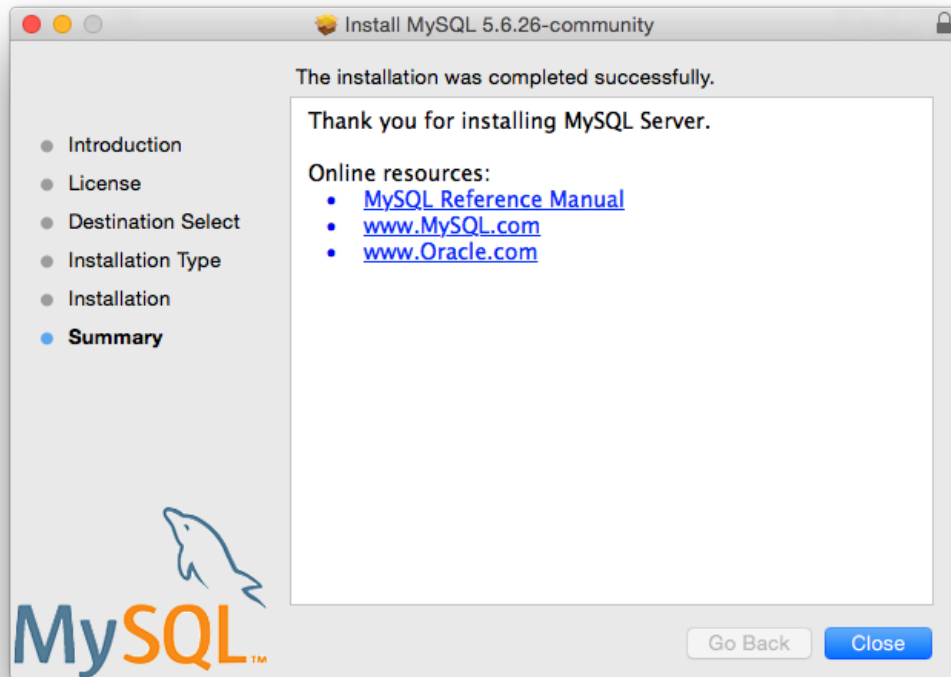 Install MySQL 5.6.26-community
The installation was completed successfully.
Introduction
License
Destination Select
Installation Type
Installation
Summary
Thank you for installing MySQL Server.
Online resources:
• MySQL Reference Manual
• www.MySQL.com
• www.Oracle.com
MySQL™
Go Back
Close